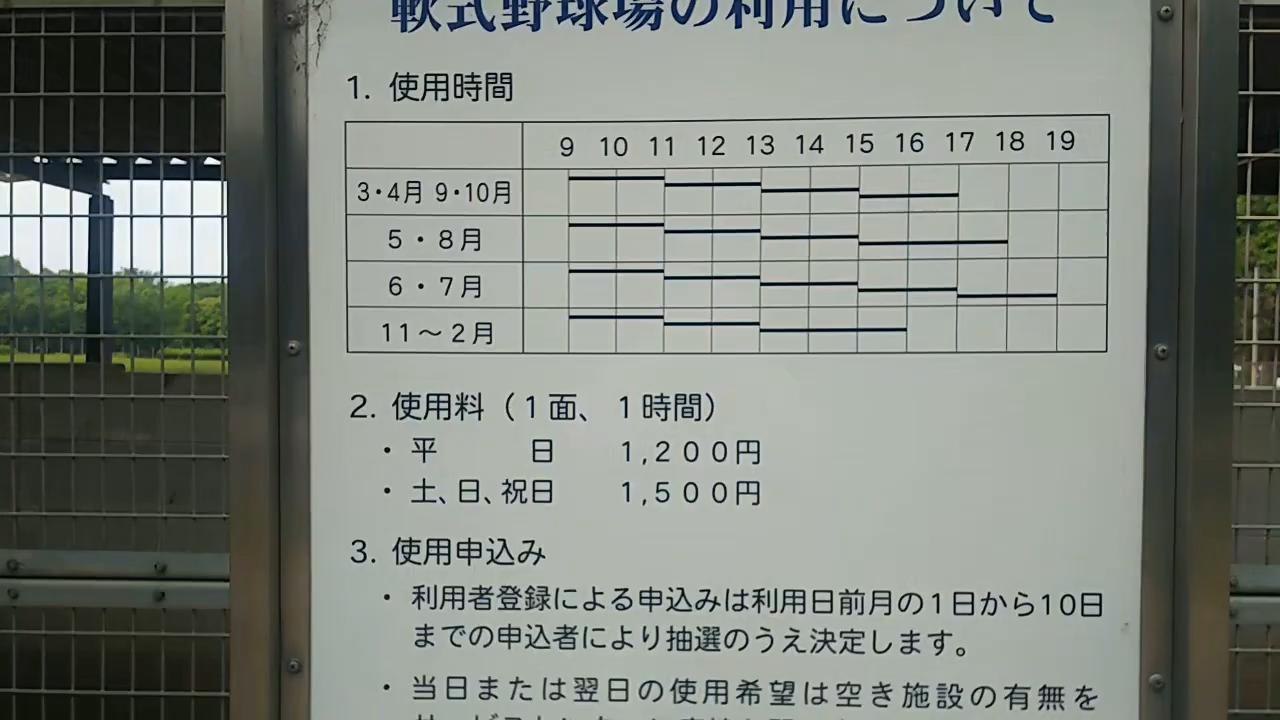 軟式野球場の利用について
1. 使用時間
9 10 11 12 13 14 15 16 17 18 19
3・4月 9・10月
5・8月
6・7月
11～2月
2. 使用料（1面、1時間）
・平 日 1,200円
・土、日、祝日 1,500円
3. 使用申込み
・利用者登録による申込みは利用日前月の1日から10日
までの申込者により抽選のうえ決定します。
・当日または翌日の使用希望は空き施設の有無を